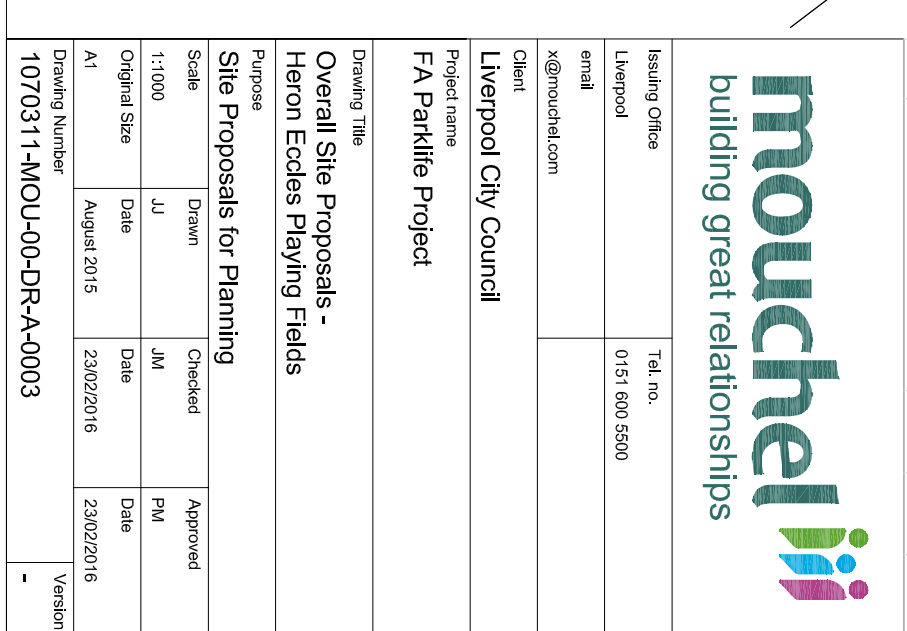 mouchel
building great relationships
Issuing Office
Tel. no.
Liverpool
0151 600 5500
email
x@mouchel.com
Client
Liverpool City Council
Project name
FA Parklife Project
Drawing Title
Overall Site Proposals -
Heron Eccles Playing Fields
Purpose
Site Proposals for Planning
Scale
Drawn
Checked
Approved
1:1000
JJ
JM
PM
Original Size
Date
Date
Date
A1
August 2015
23/02/2016
23/02/2016
Drawing Number
Version
1070311-MOU-00-DR-A-0003
-